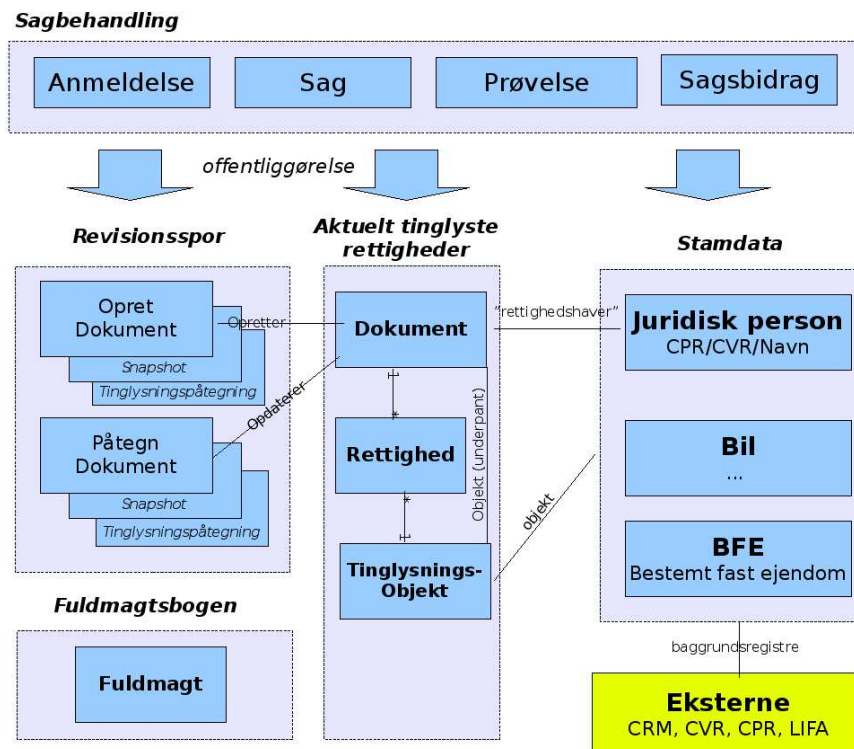 Sagbehandling
Anmeldelse
Sag
Prøvelse
Sagsbidrag
offentliggørelse
Revisionsspor
Aktuelt tinglyste
rettigheder
Stamdata
Opret
Dokument
Snapshot
Tinglysningspåtegning
Opretter
Dokument
"rettighedshaver"
Juridisk person
CPR/CVR/Navn
Opdaterer
1
*
Objekt (underpant)
Påtegn
Dokument
Snapshot
Tinglysningspåtegning
Rettighed
*
1
Bil
...
objekt
Tinglysnings-
Objekt
BFE
Bestemt fast ejendom
Fuldmagtsbogen
Fuldmagt
baggrundsregistre
Eksterne
CRM, CVR, CPR, LIFA